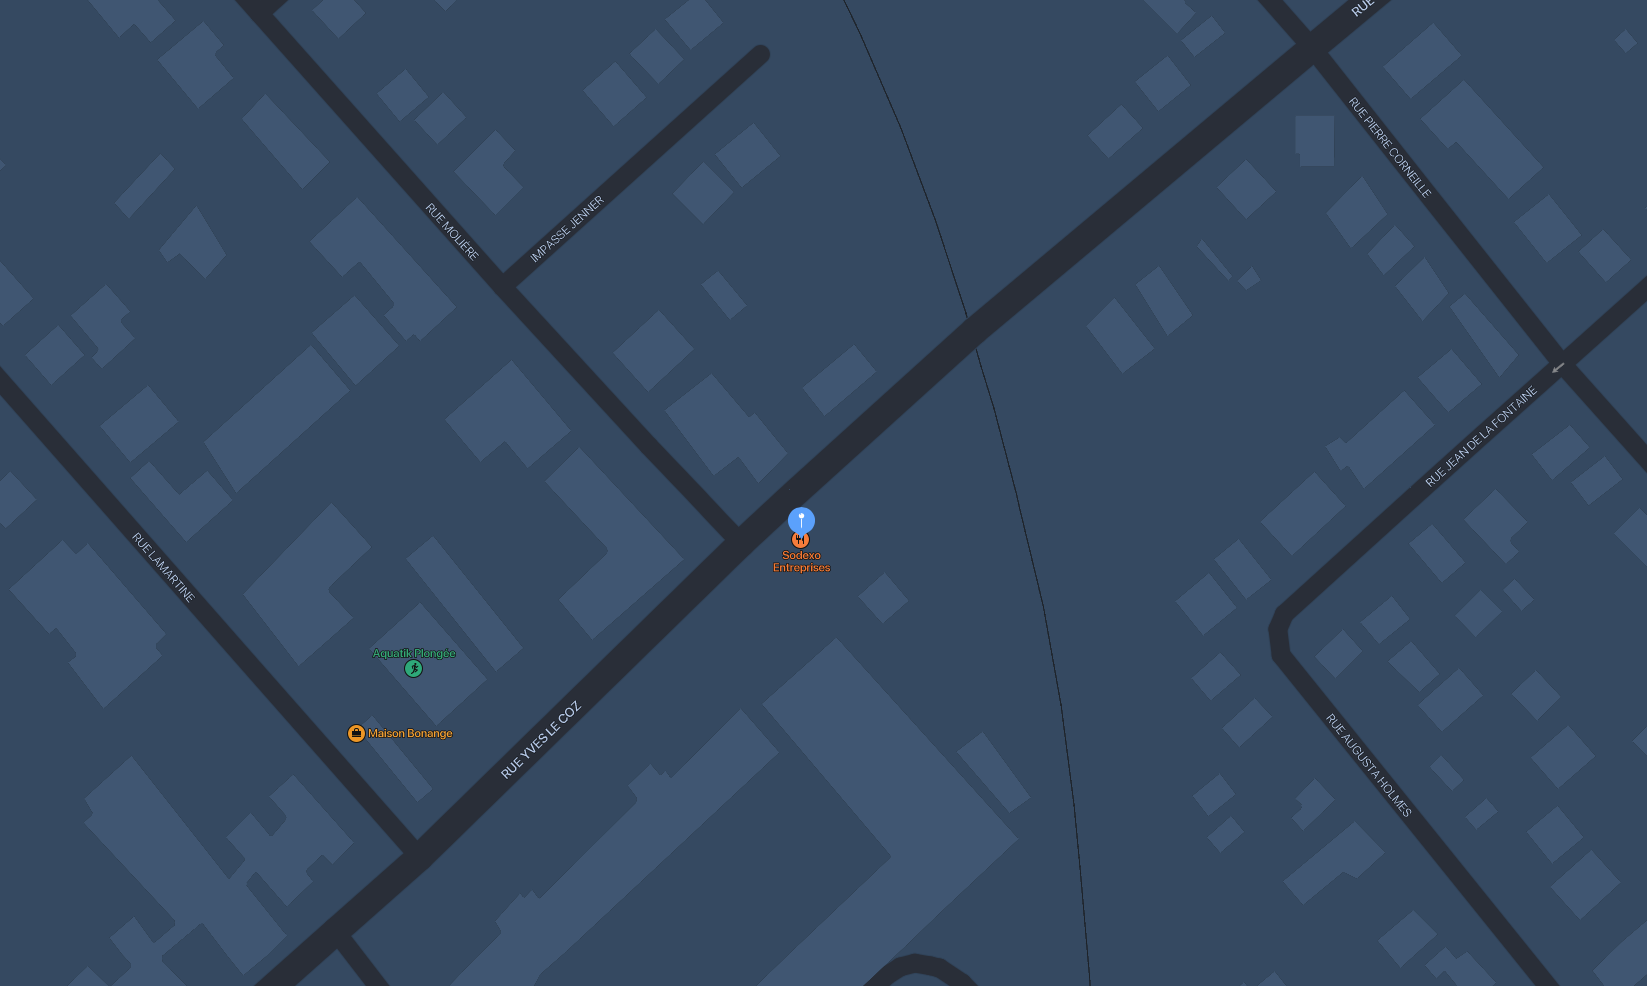 RUE
RUE PIERRE CORNEILLE
RUE MOLIÈRE
IMPASSE JENNER
RUE JEAN DE LA FONTAINE
RUE LAMARTINE
Sodexo
Entreprises
Aquatik Plongée
Maison Bonange
RUE YVES LE COZ
RUE AUGUSTA HOLMES